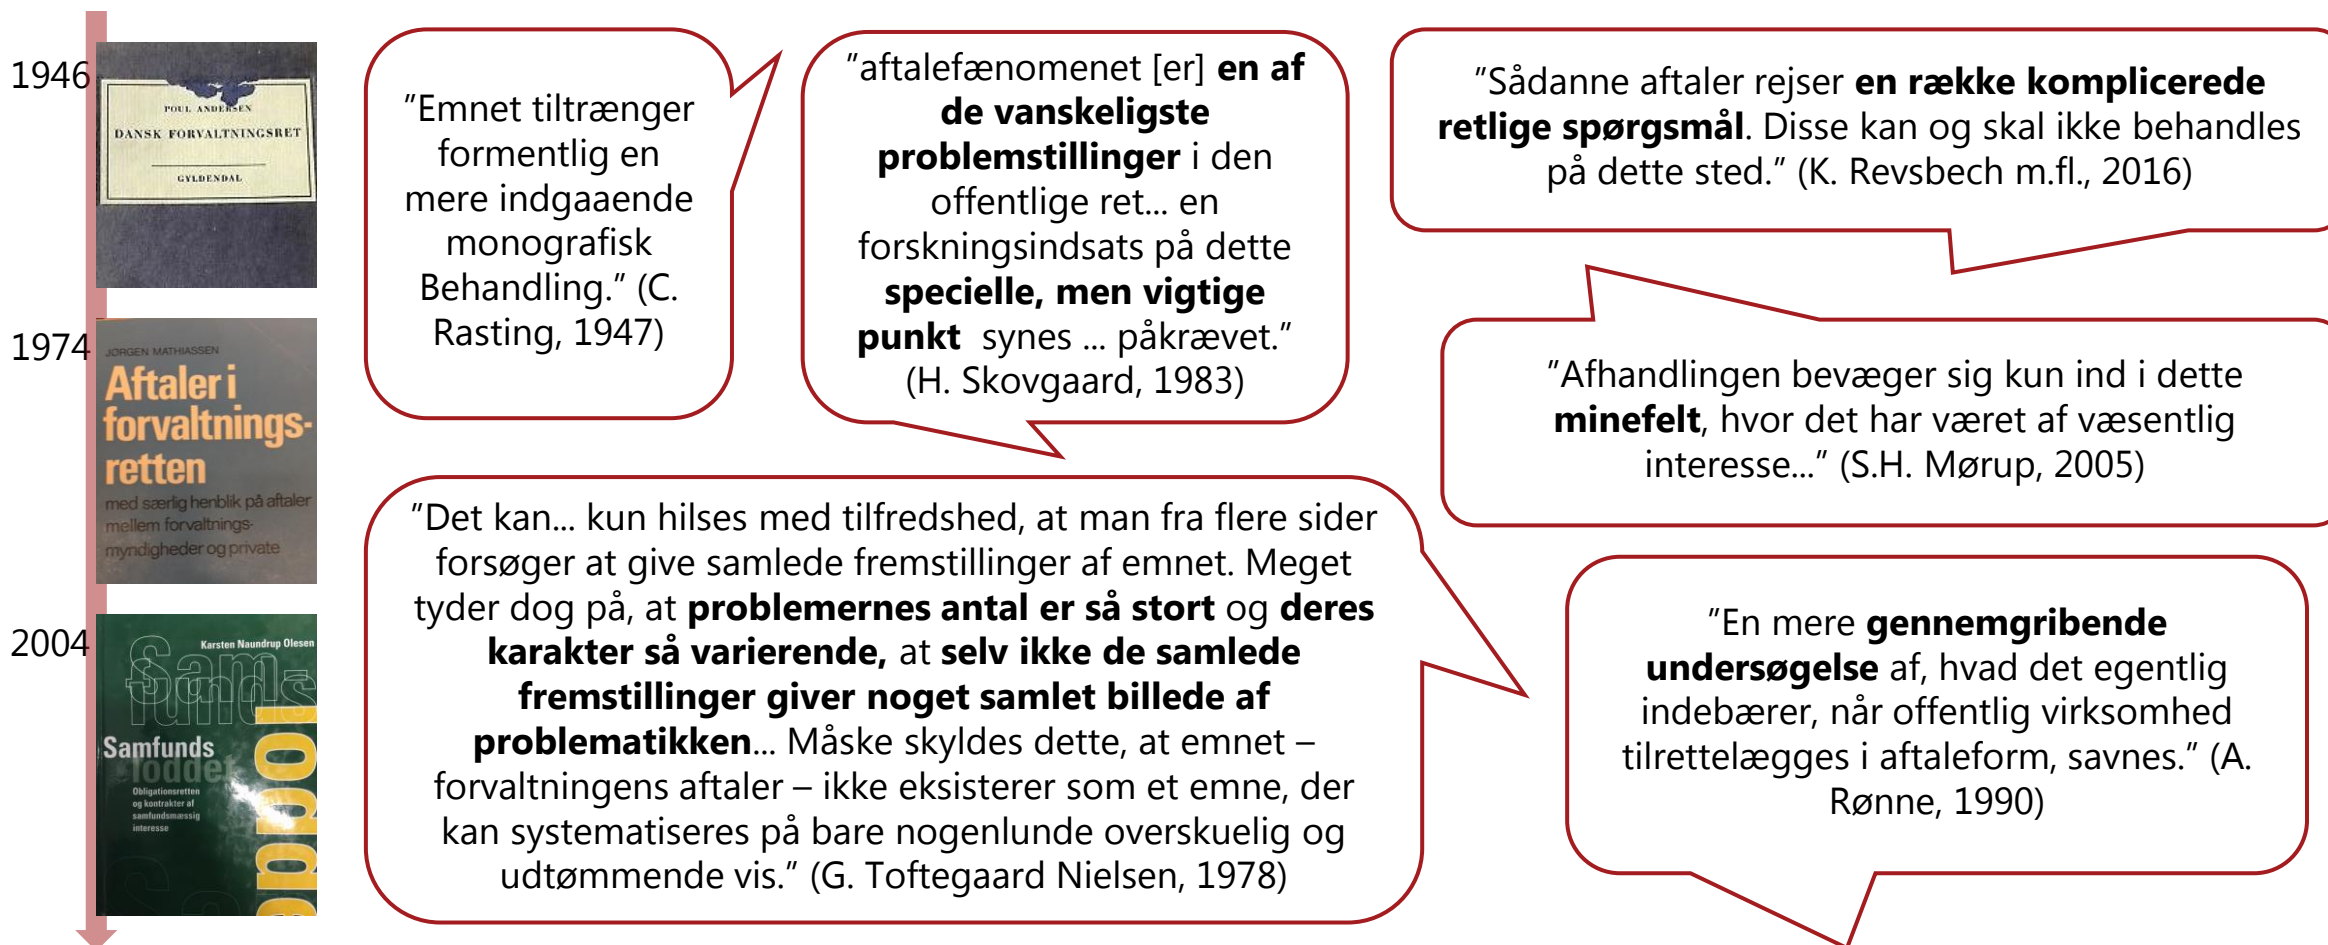 1946
POUL ANDERSEN
DANSK FORVALTNINGSRET
GYLDENDAL
1974
JØRGEN MATHIASSEN
Aftaler i
forvaltnings-
retten
med særlig henblik på aftaler
mellem forvaltnings-
myndigheder og private
2004
Karsten Naundrup Olesen
Sam-
funds
Samfunds
loddet
Obligationsretten
og kontrakter af
samfundsmæssig
interesse
"Emnet tiltrænger
formentlig en
mere indgaaende
monografisk
Behandling." (C.
Rasting, 1947)
"aftalefænomenet [er] en af
de vanskeligste
problemstillinger i den
offentlige ret... en
forskningsindsats på dette
specielle, men vigtige
punkt synes ... påkrævet."
(H. Skovgaard, 1983)
"Sådanne aftaler rejser en række komplicerede
retlige spørgsmål. Disse kan og skal ikke behandles
på dette sted." (K. Revsbech m.fl., 2016)
"Afhandlingen bevæger sig kun ind i dette
minefelt, hvor det har været af væsentlig
interesse..." (S.H. Mørup, 2005)
"Det kan... kun hilses med tilfredshed, at man fra flere sider
forsøger at give samlede fremstillinger af emnet. Meget
tyder dog på, at problemernes antal er så stort og deres
karakter så varierende, at selv ikke de samlede
fremstillinger giver noget samlet billede af
problematikken... Måske skyldes dette, at emnet –
forvaltningens aftaler – ikke eksisterer som et emne, der
kan systematiseres på bare nogenlunde overskuelig og
udtømmende vis." (G. Toftegaard Nielsen, 1978)
"En mere gennemgribende
undersøgelse af, hvad det egentlig
indebærer, når offentlig virksomhed
tilrettelægges i aftaleform, savnes." (A.
Rønne, 1990)